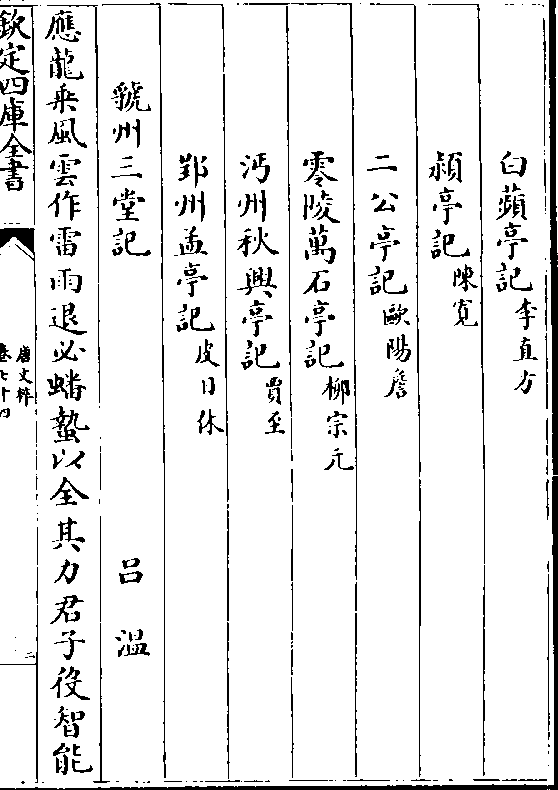 白蘋亭記 李直方
潁亭記 陳寛
二公亭記 歐陽詹
零陵萬石亭記 柳宗元
沔州秋興亭記 賈至
郢州孟亭記 皮日休
虢州三堂記 吕温
應龍乗風雲作雷雨退必蟠蟄以全其力君子役智能
欽定四庫全書
唐文粹
卷七十四
二